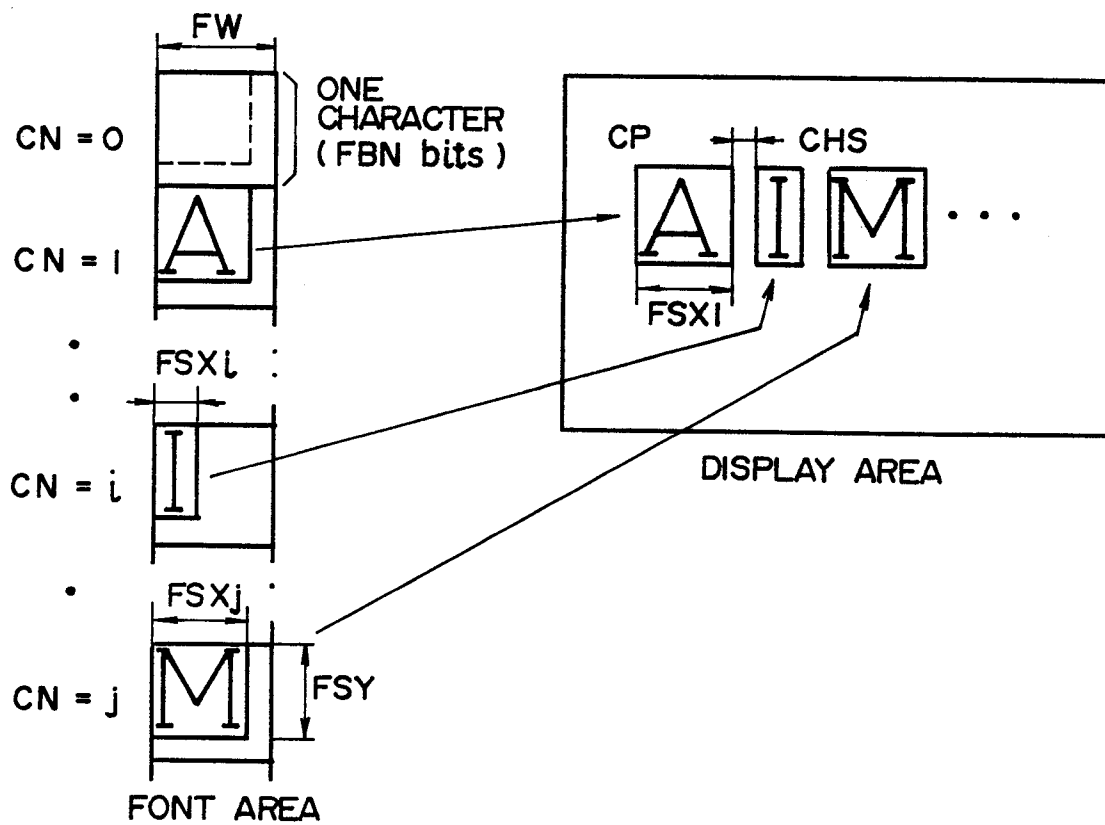 FW
ONE
CHARACTER
(FBN bits)
CN = 0
CP
CHS
A
I
M
...
A
CN = 1
FSX1
FSXi
I
CN = i
DISPLAY AREA
FSXj
M
FSY
CN = j
FONT AREA